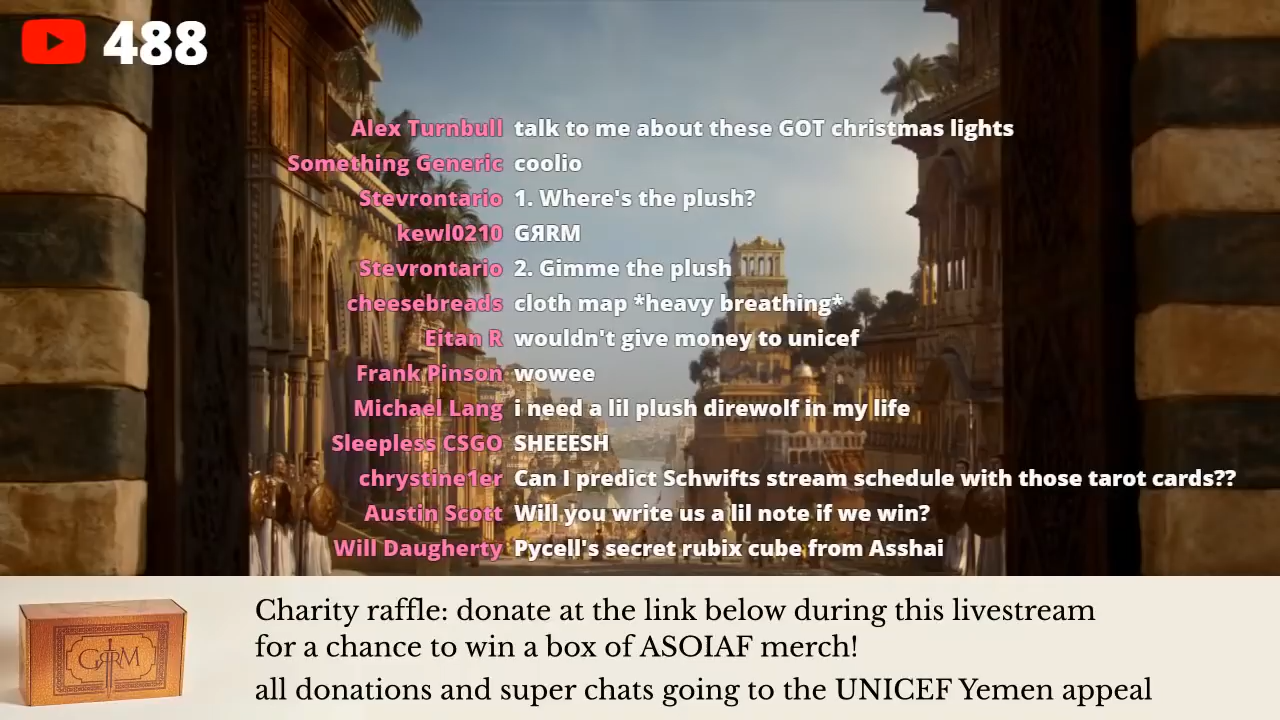 488
Alex Turnbull talk to me about these GOT christmas lights
Something Generic coolio
Stevrontario 1. Where's the plush?
kewl0210 GЯRM
Stevrontario 2. Gimme the plush
cheesebreads cloth map *heavy breathing*
Eitan R wouldn't give money to unicef
Frank Pinson wowee
Michael Lang i need a lil plush direwolf in my life
Sleepless CSGO SHEEESH
chrystine1er Can I predict Schwifts stream schedule with those tarot cards??
Austin Scott Will you write us a lil note if we win?
Will Daugherty Pycell's secret rubix cube from Asshai
Charity raffle: donate at the link below during this livestream
for a chance to win a box of ASOIAF merch!
GЯRM
all donations and super chats going to the UNICEF Yemen appeal